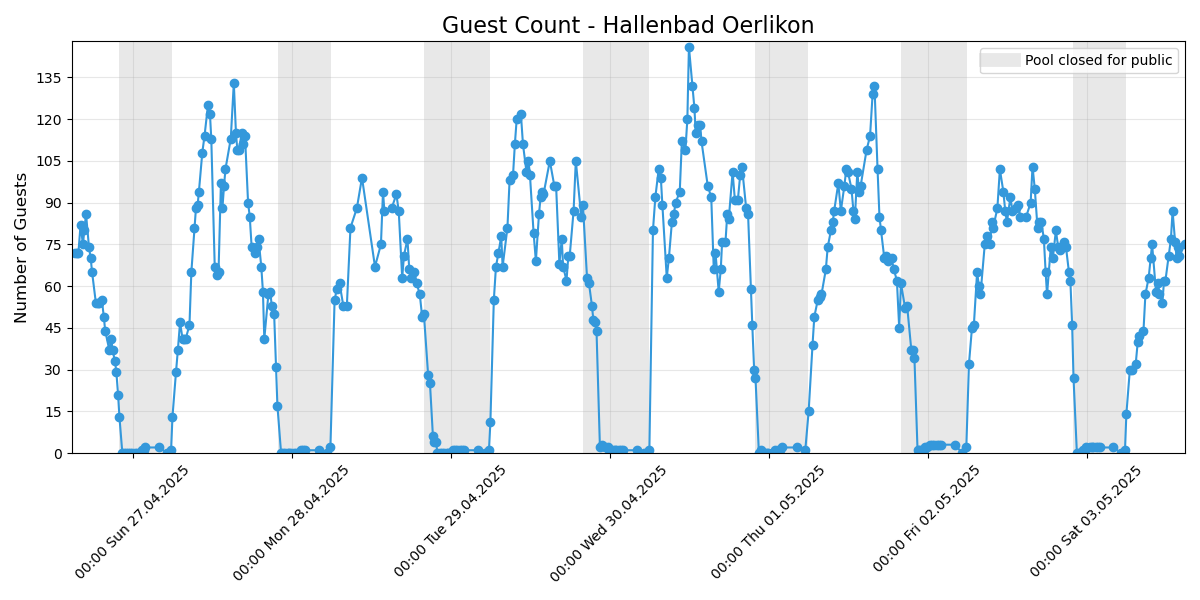 Guest Count - Hallenbad Oerlikon
Pool closed for public
Number of Guests
135
120
105
90
75
60
45
30
15
0
00:00 Sun 27.04.2025
00:00 Mon 28.04.2025
00:00 Tue 29.04.2025
00:00 Wed 30.04.2025
00:00 Thu 01.05.2025
00:00 Fri 02.05.2025
00:00 Sat 03.05.2025